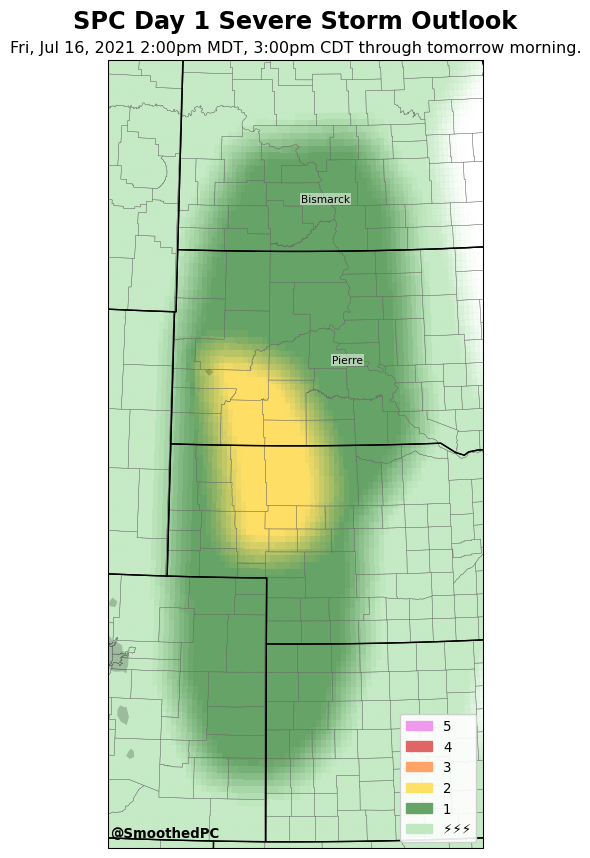 SPC Day 1 Severe Storm Outlook
Fri, Jul 16, 2021 2:00pm MDT, 3:00pm CDT through tomorrow morning.
Bismarck
Pierre
5
4
3
2
1
⚡⚡⚡
@SmoothedPC